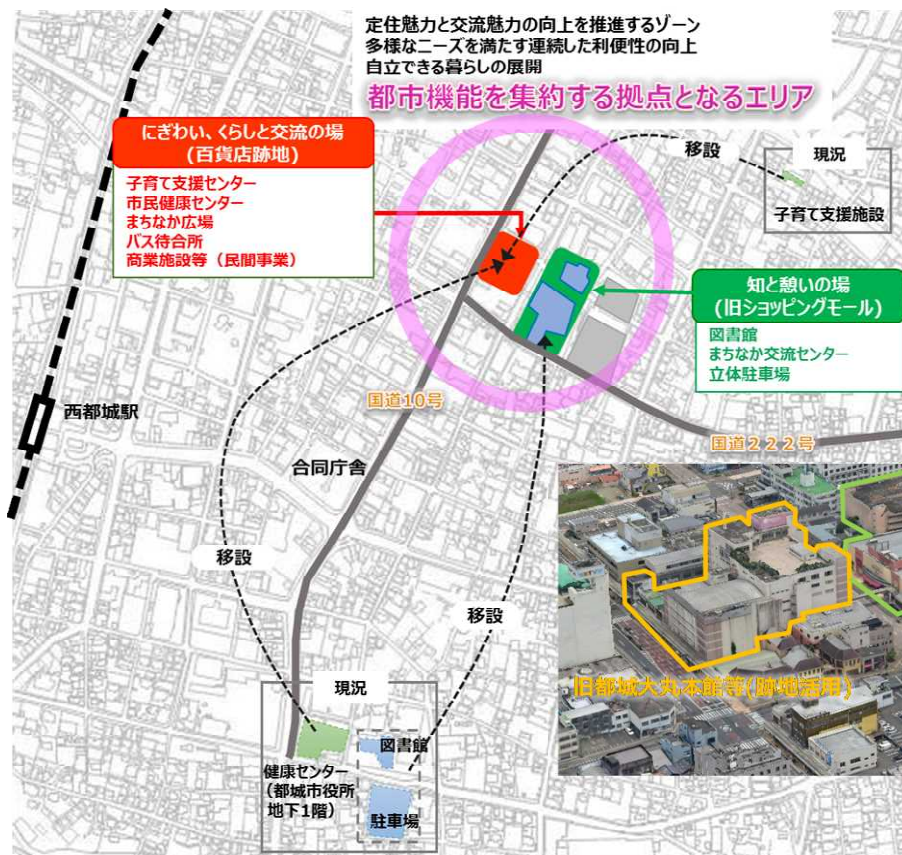 定住魅力と交流魅力の向上を推進するゾーン
多様なニーズを満たす連続した利便性の向上
自立できる暮らしの展開
都市機能を集約する拠点となるエリア
にぎわい、くらしと交流の場
(百貨店跡地)
子育て支援センター
市民健康センター
まちなか広場
バス待合所
商業施設等（民間事業）
移設
現況
子育て支援施設
知と憩いの場
(旧ショッピングモール)
図書館
まちなか交流センター
立体駐車場
西都城駅
国道10号
国道２２２号
合同庁舎
移設
移設
旧都城大丸本館等(跡地活用)
現況
図書館
健康センター
（都城市役所
地下1階）
駐車場